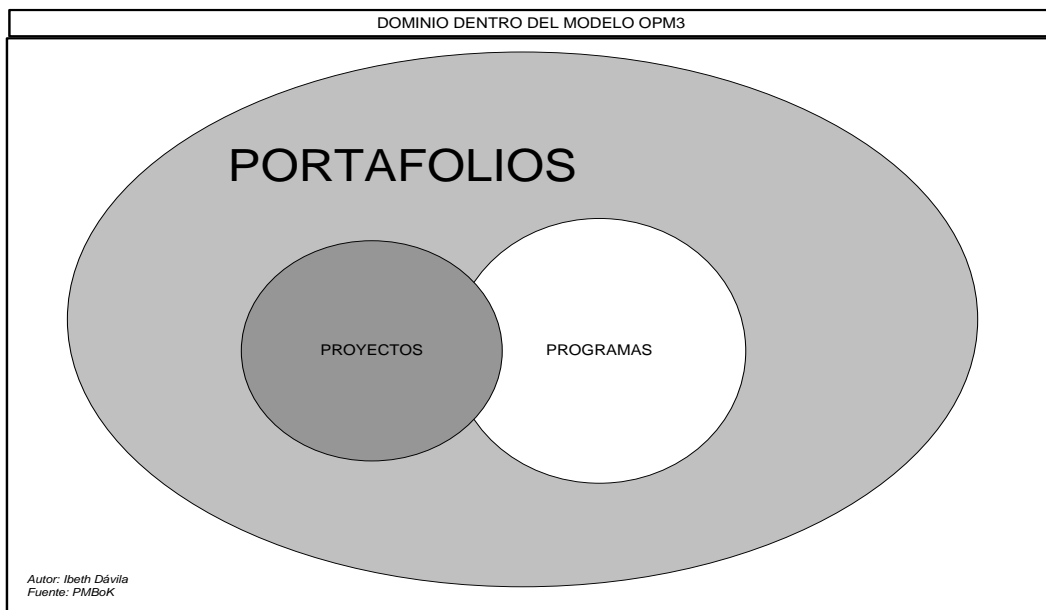 DOMINIO DENTRO DEL MODELO OPM3
PORTAFOLIOS
PROYECTOS
PROGRAMAS
Autor: Ibeth Dávila
Fuente: PMBoK